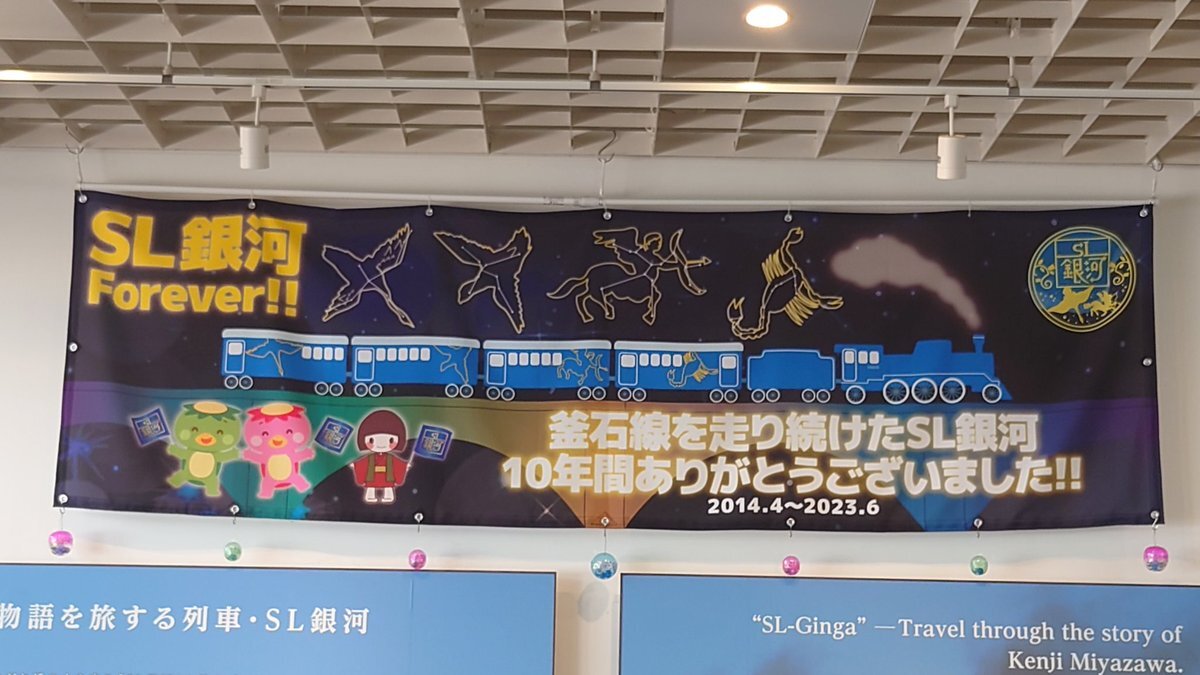 SL銀河
Forever!!
SL
銀河
釜石線を走り続けたSL銀河
10年間ありがとうございました!!
2014.4〜2023.6
物語を旅する列車・SL銀河
“SL-Ginga” —Travel through the story of
Kenji Miyazawa.